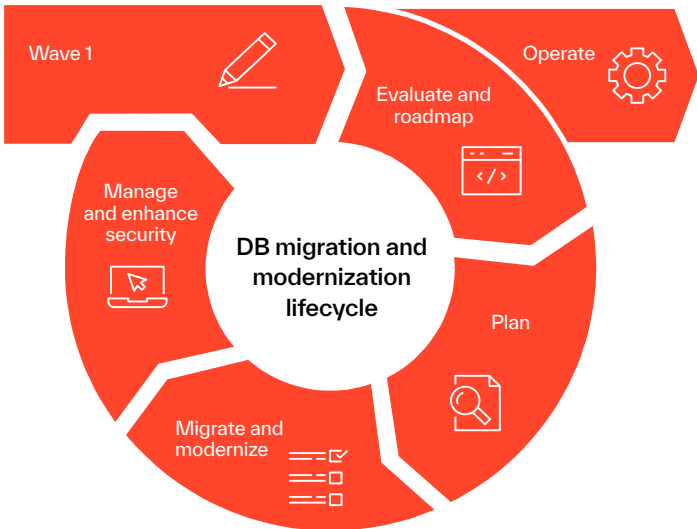 Wave 1
Operate
Evaluate and
roadmap
</>
Manage
and enhance
security
DB migration and
modernization
lifecycle
Plan
Migrate and
modernize